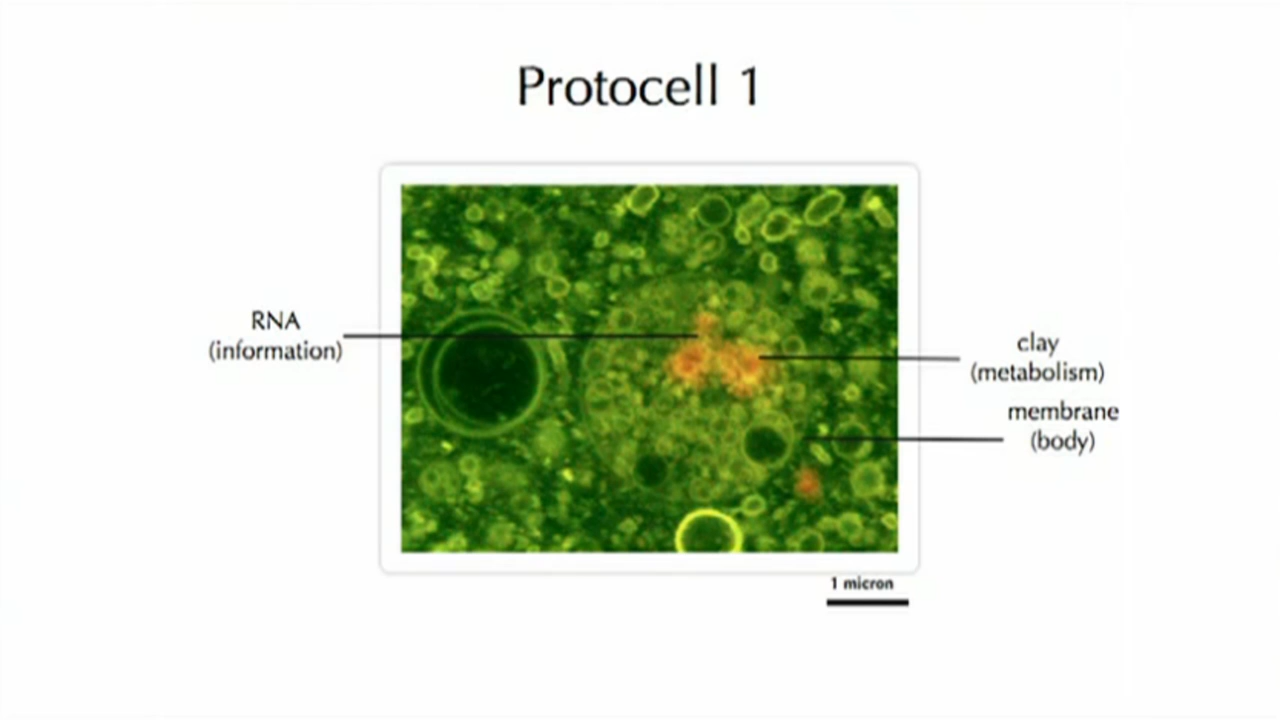 Protocell 1
RNA
(information)
clay
(metabolism)
membrane
(body)
1 micron